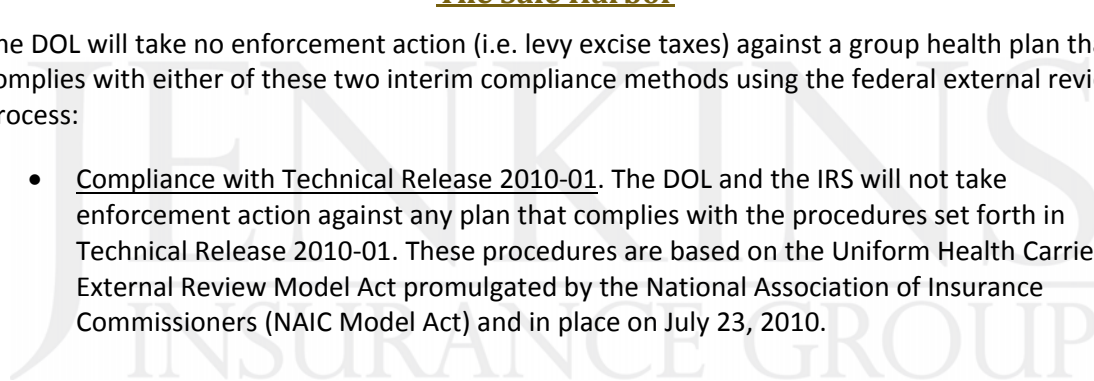 The Safe Harbor
he DOL will take no enforcement action (i.e. levy excise taxes) against a group health plan tha
omplies with either of these two interim compliance methods using the federal external revie
rocess:
• Compliance with Technical Release 2010-01. The DOL and the IRS will not take
enforcement action against any plan that complies with the procedures set forth in
Technical Release 2010-01. These procedures are based on the Uniform Health Carrie
External Review Model Act promulgated by the National Association of Insurance
Commissioners (NAIC Model Act) and in place on July 23, 2010.
JENKINS
INSURANCE GROUP